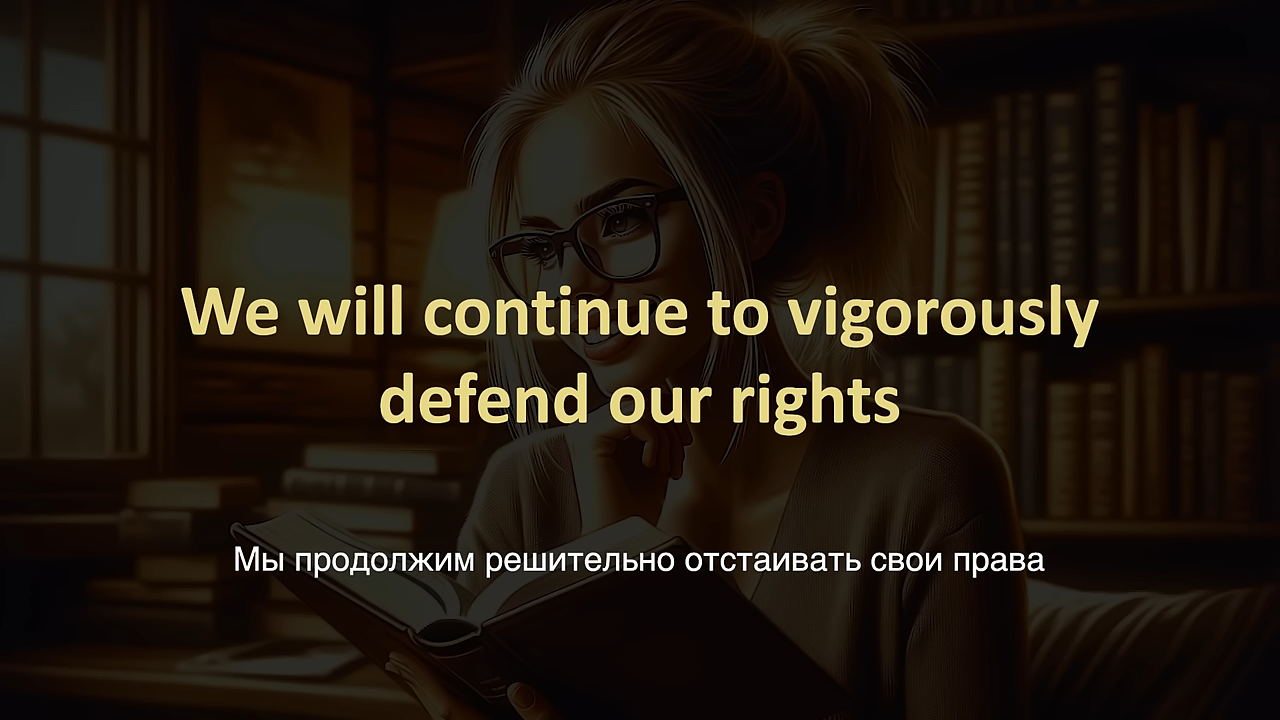 We will continue to vigorously
defend our rights
Мы продолжим решительно отстаивать свои права